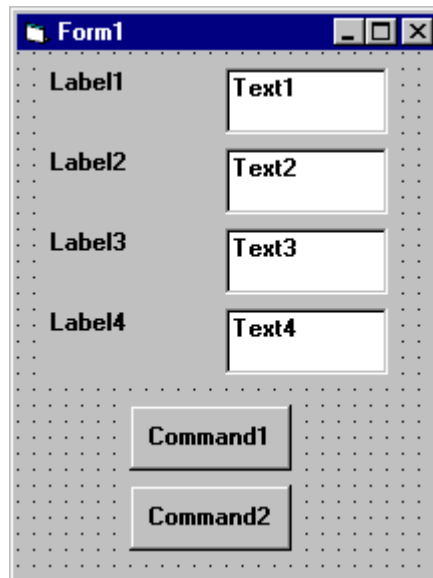 Form1
Label1 Text1
Label2 Text2
Label3 Text3
Label4 Text4
Command1
Command2